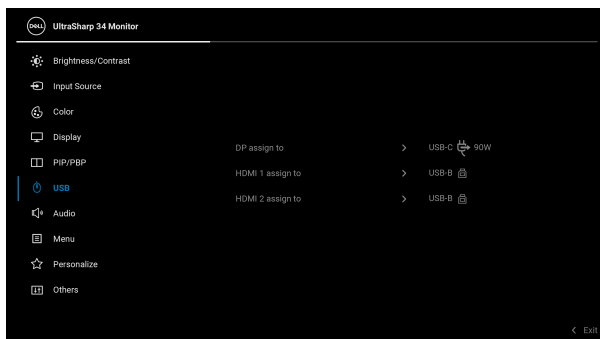 DELL UltraSharp 34 Monitor
Brightness/Contrast
Input Source
Color
Display
DP assign to USB-C 90W
PIP/PBP
HDMI 1 assign to USB-B
USB
HDMI 2 assign to USB-B
Audio
Menu
Personalize
Others
Exit